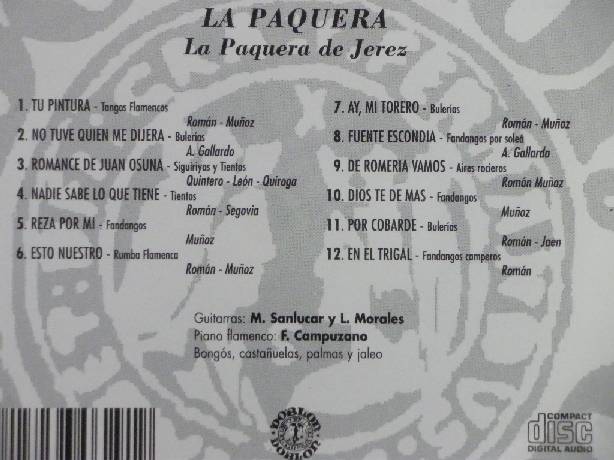 LA PAQUERA
La Paquera de Jerez
1. TU PINTURA - Tangos Flamencos
Román - Muñoz
2. NO TUVE QUIEN ME DIJERA - Bulerias
A. Gallardo
3. ROMANCE DE JUAN OSUNA - Siguiriyas y Tientos
Quintero - León - Quiroga
4. NADIE SABE LO QUE TIENE - Tientos
Román - Segovia
5. REZA POR MI - Fandangos
Muñoz
6. ESTO NUESTRO - Rumba Flamenca
Román - Muñoz
7. AY, MI TORERO - Bulerias
Román - Muñoz
8. FUENTE ESCONDIA - Fandangos por soleá
A. Gallardo
9. DE ROMERIA VAMOS - Aires rocieros
Román Muñoz
10. DIOS TE DE MAS - Fandangos
Muñoz
11. POR COBARDE - Bulerias
Román - Jaen
12. EN EL TRIGAL - Fandangos camperos
Román
Guitarras: M. Sanlucar y L. Morales
Piano flamenco: F. Campuzano
Bongós, castañuelas, palmas y jaleo
DOBLON
DOBLON
COMPACT
disc
DIGITAL AUDIO